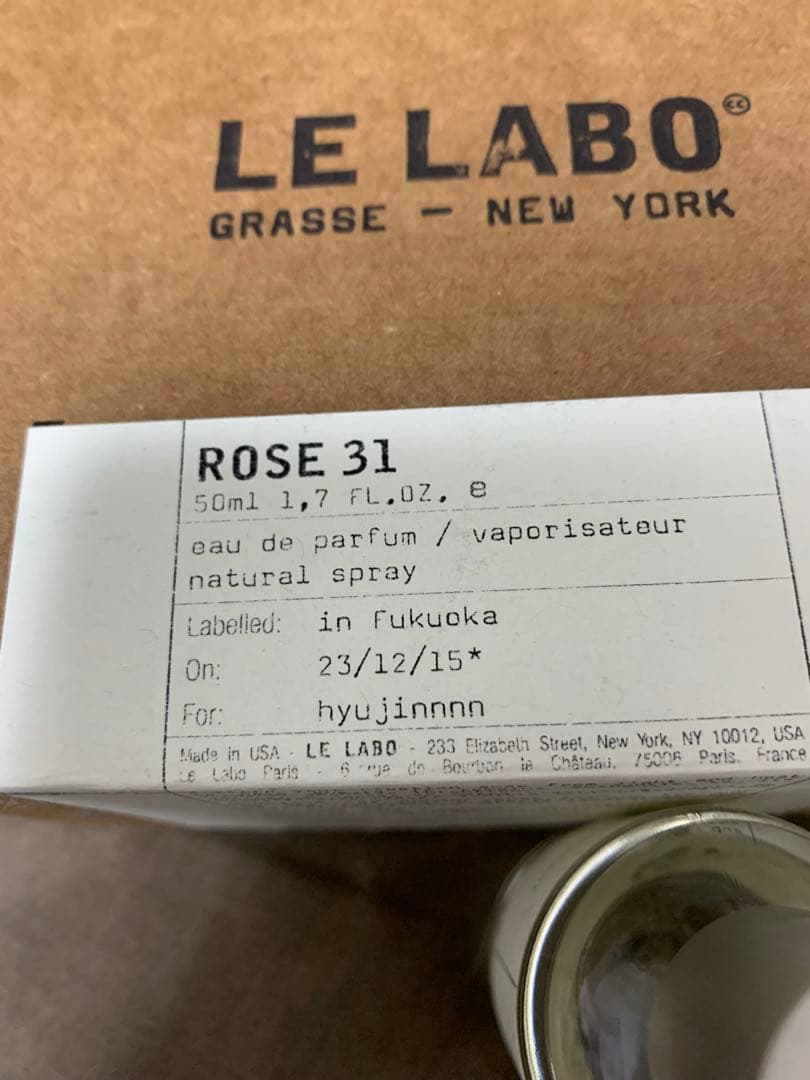 LE LABO
GRASSE — NEW YORK
ROSE 31
50ml 1,7 FL.OZ. e
eau de parfum / vaporisateur
natural spray
Labelled: in Fukuoka
On: 23/12/15*
For: hyujinnnn
Made in USA - LE LABO - 233 Elizabeth Street, New York, NY 10012, USA
Le Labo Paris - 6 rue de Bourbon le Château, 75006 Paris, France